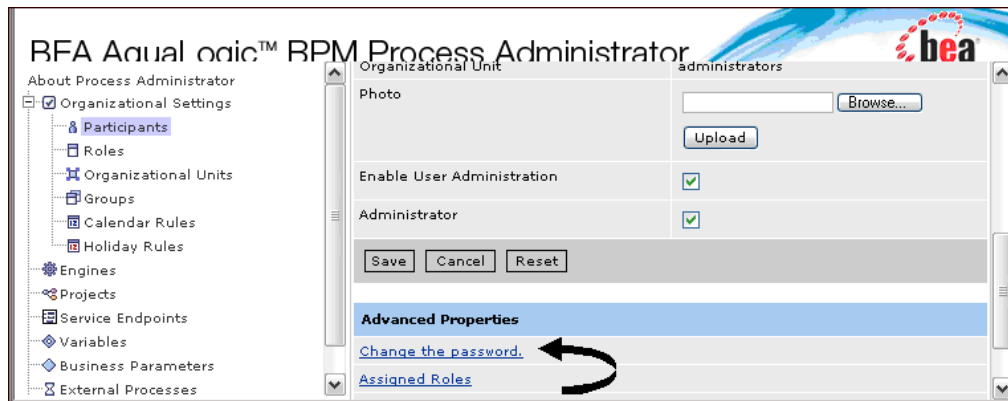 BEA AquaLogic™ BPM Process Administrator
bea
About Process Administrator
Organizational Settings
Participants
Roles
Organizational Units
Groups
Calendar Rules
Holiday Rules
Engines
Projects
Service Endpoints
Variables
Business Parameters
External Processes
Organizational Unit administrators
Photo
Browse...
Upload
Enable User Administration
Administrator
Save Cancel Reset
Advanced Properties
Change the password.
Assigned Roles